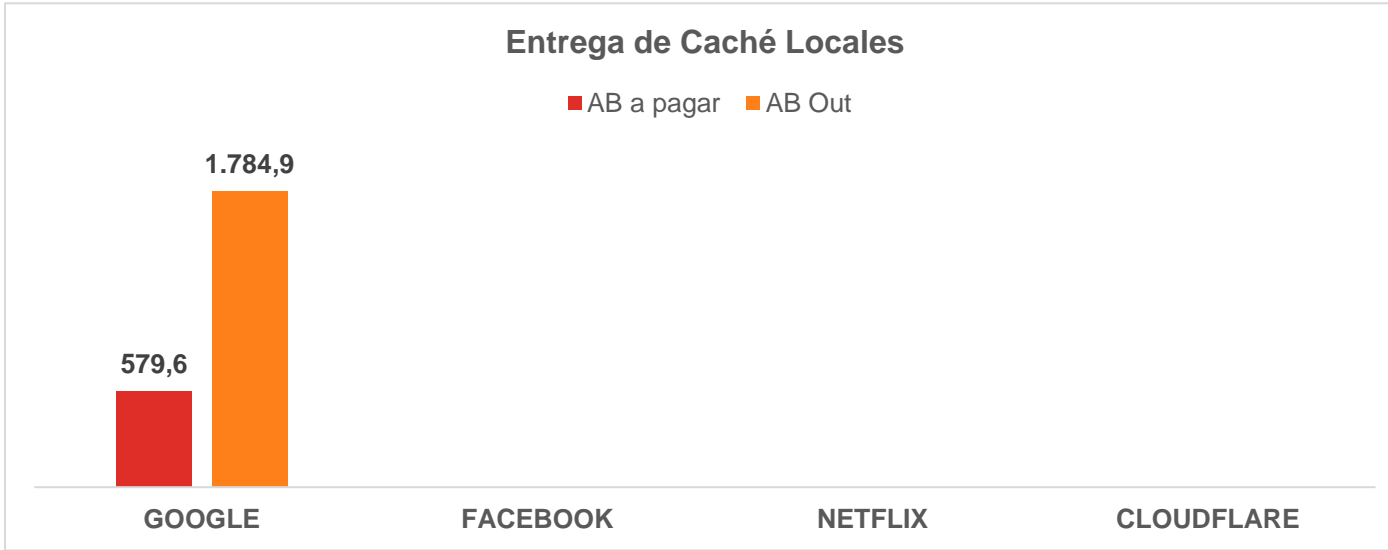 Entrega de Caché Locales
AB a pagar AB Out
1.784,9
579,6
GOOGLE FACEBOOK NETFLIX CLOUDFLARE